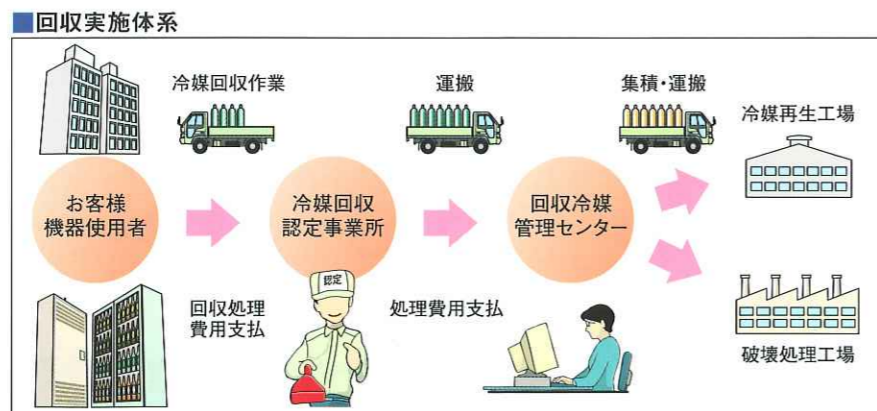 回収実施体系
冷媒回収作業
運搬
集積・運搬
冷媒再生工場
お客様
機器使用者
冷媒回収
認定事業所
回収冷媒
管理センター
認定
回収処理
費用支払
処理費用支払
破壊処理工場